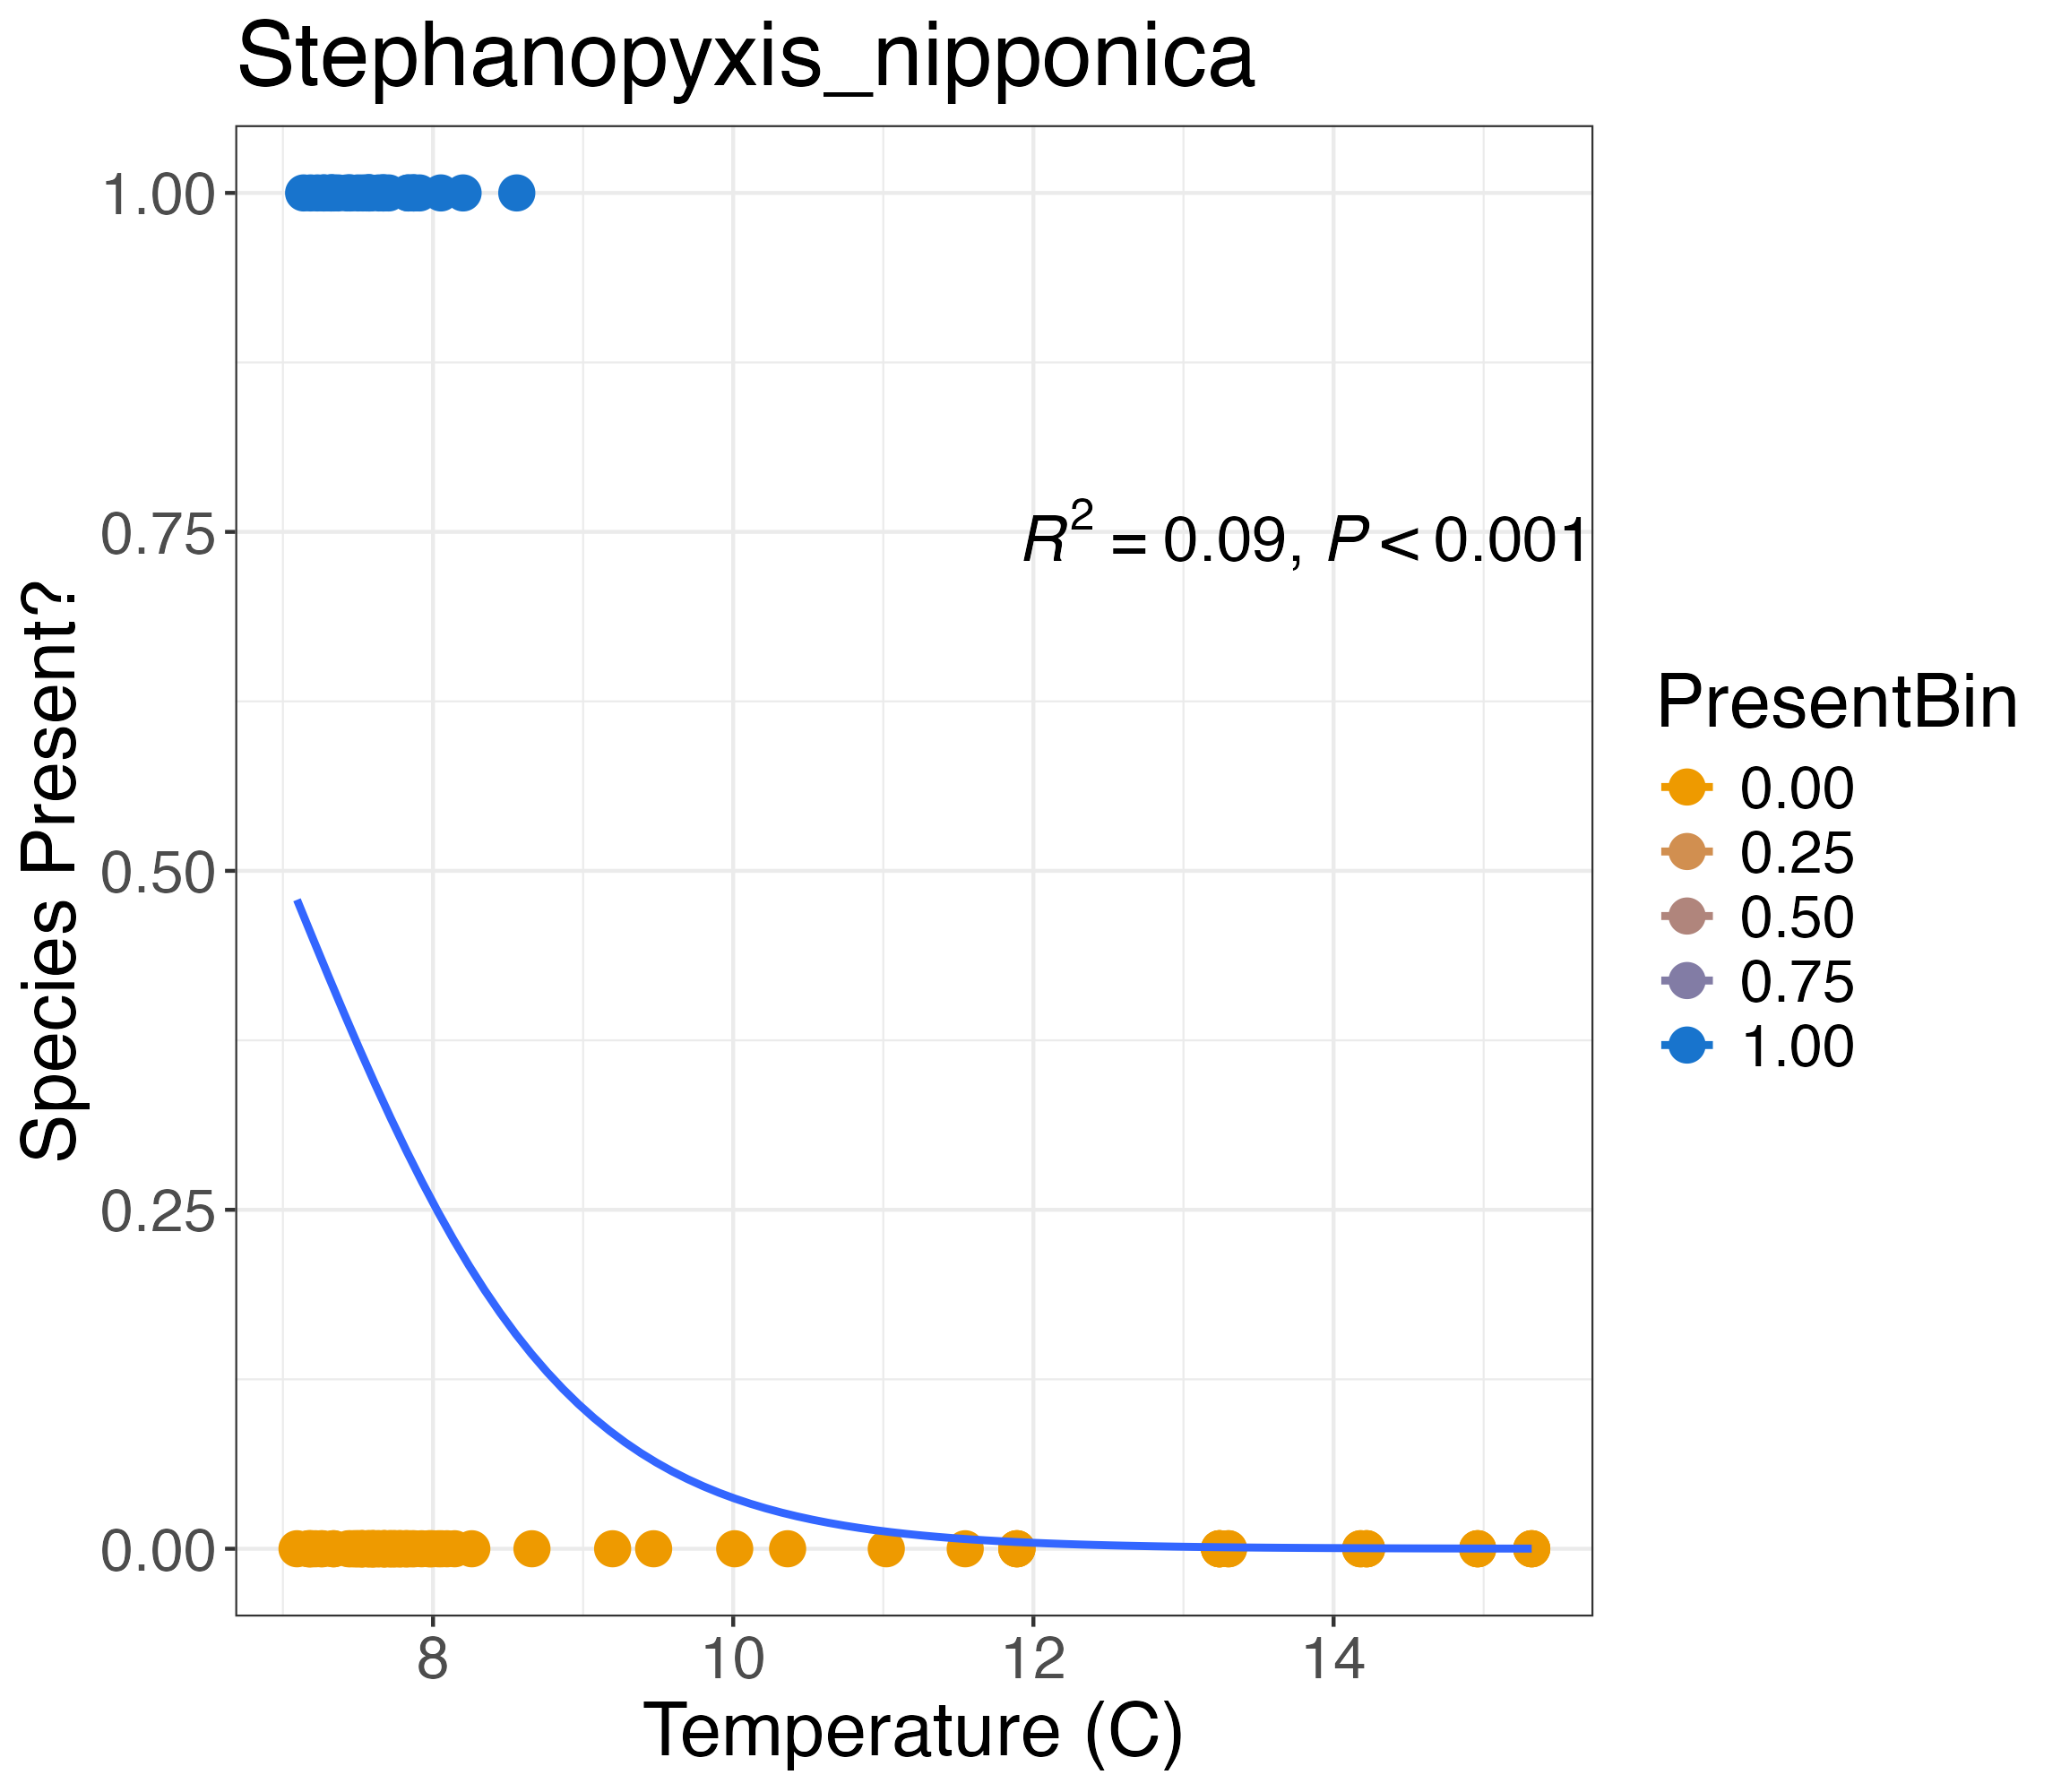 Stephanopyxis_nipponica
1.00
0.75
0.50
0.25
0.00
Species Present?
R² = 0.09, P < 0.001
8 10 12 14
Temperature (C)
PresentBin
0.00
0.25
0.50
0.75
1.00